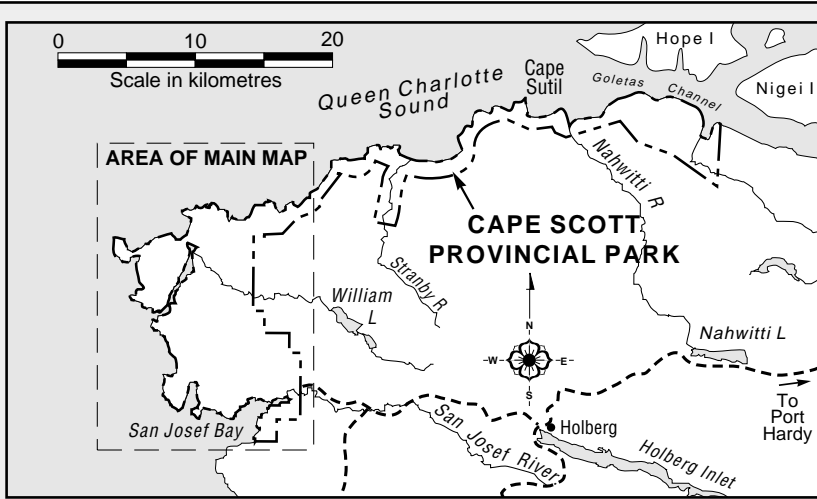 0 10 20
Scale in kilometres
Hope I
Cape
Sutil
Goletas Channel
Nigei I
Queen Charlotte
Sound
AREA OF MAIN MAP
Nahwitti R
CAPE SCOTT
PROVINCIAL PARK
Stranby R
William
L
N
W E
S
Nahwitti L
To
Port
Hardy
San Josef Bay
San Josef River
Holberg
Holberg Inlet